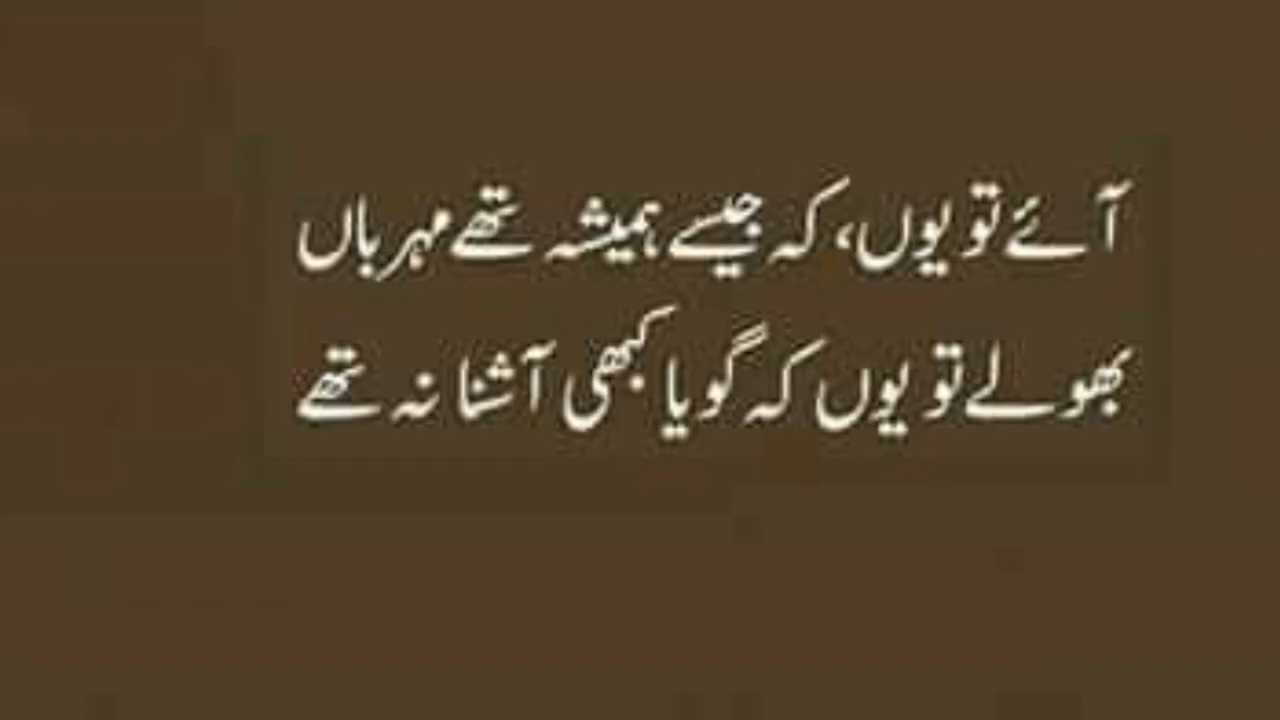 آئے تو یوں، کہ جیسے ہمیشہ تھے مہرباں
بھولے تو یوں کہ گویا کبھی آشنا نہ تھے